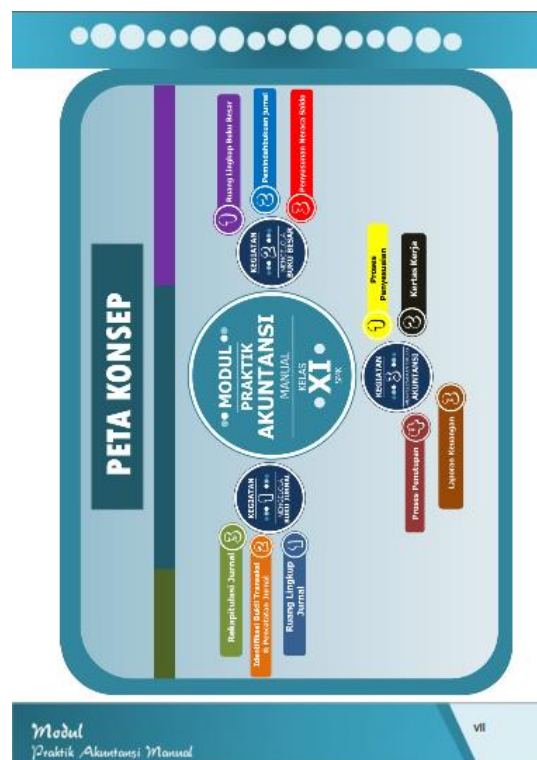 PETA KONSEP
MODUL
PRAKTIK
AKUNTANSI
MANUAL
KELAS
XI
SMK
KEGIATAN
1
MENGELOLA
BUKU JURNAL
1
Ruang Lingkup
Jurnal
2
Identifikasi Bukti Transaksi
& Pencatatan Jurnal
3
Rekapitulasi Jurnal
KEGIATAN
2
MENGELOLA
BUKU BESAR
1
Ruang Lingkup Buku Besar
2
Pemindahbukuan Jurnal
3
Penyusunan Neraca Saldo
KEGIATAN
3
AKUNTANSI
1
Proses
Penyesuaian
2
Kertas Kerja
3
Laporan Keuangan
4
Proses Penutupan
Modul
Praktik Akuntansi Manual
vii